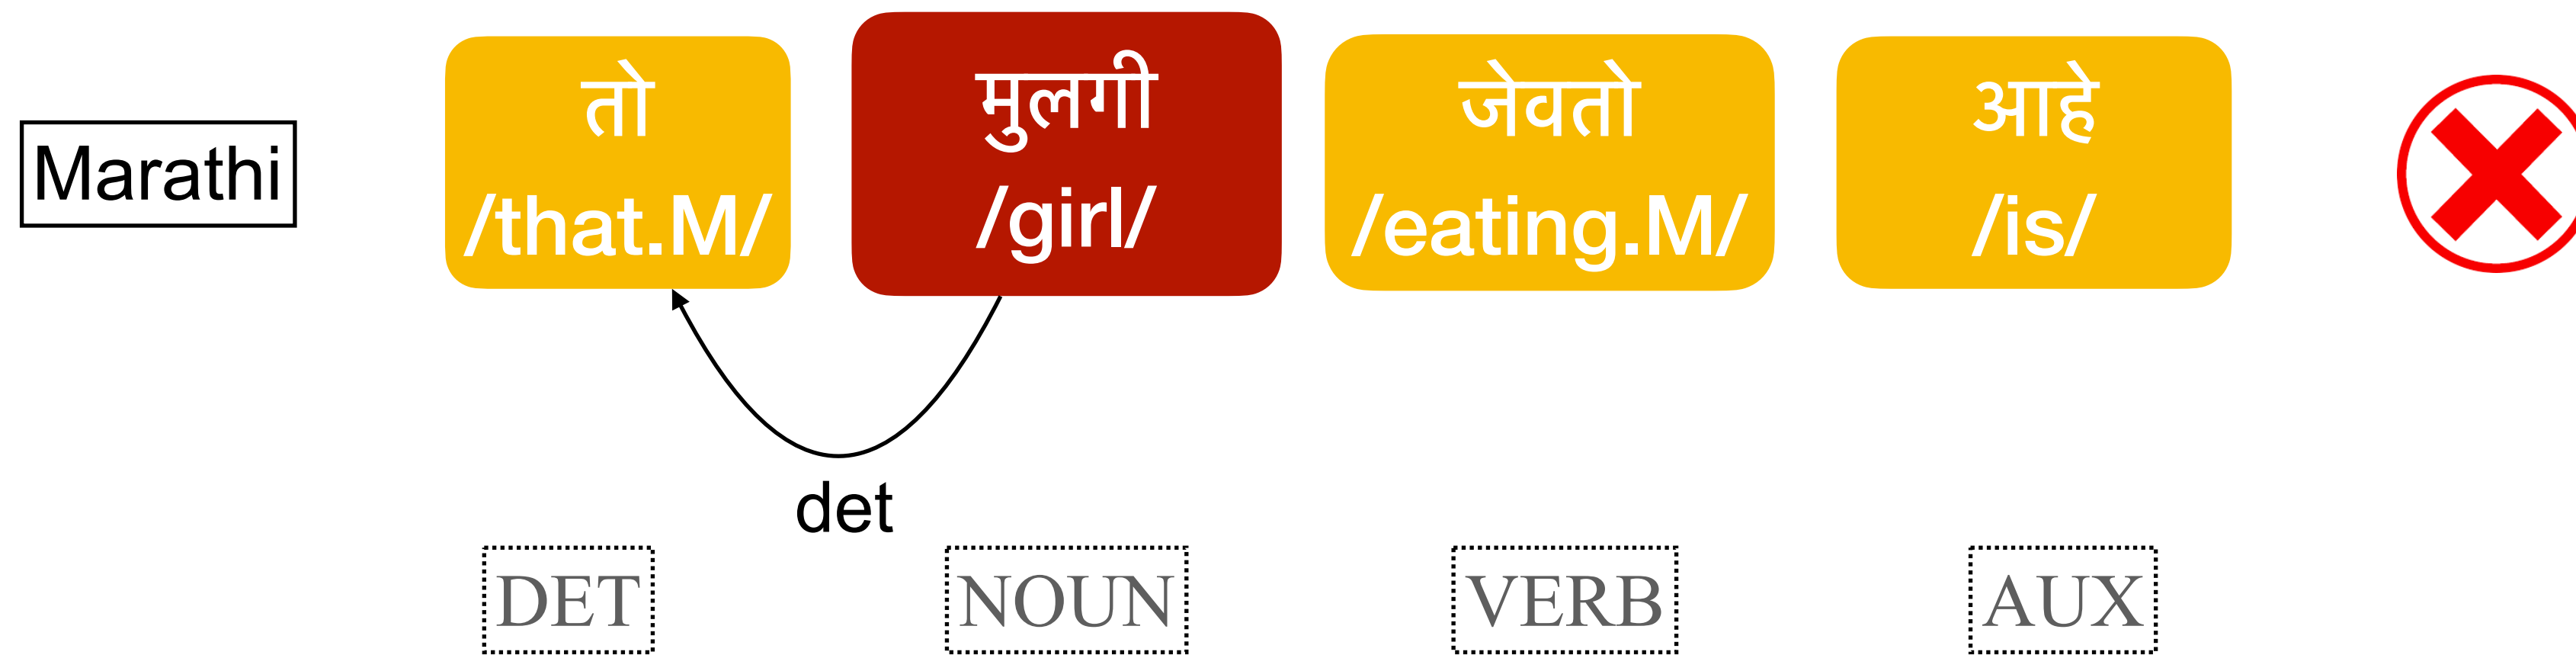 Marathi
तो
/that.M/
मुलगी
/girl/
जेवतो
/eating.M/
आहे
/is/
det
DET
NOUN
VERB
AUX